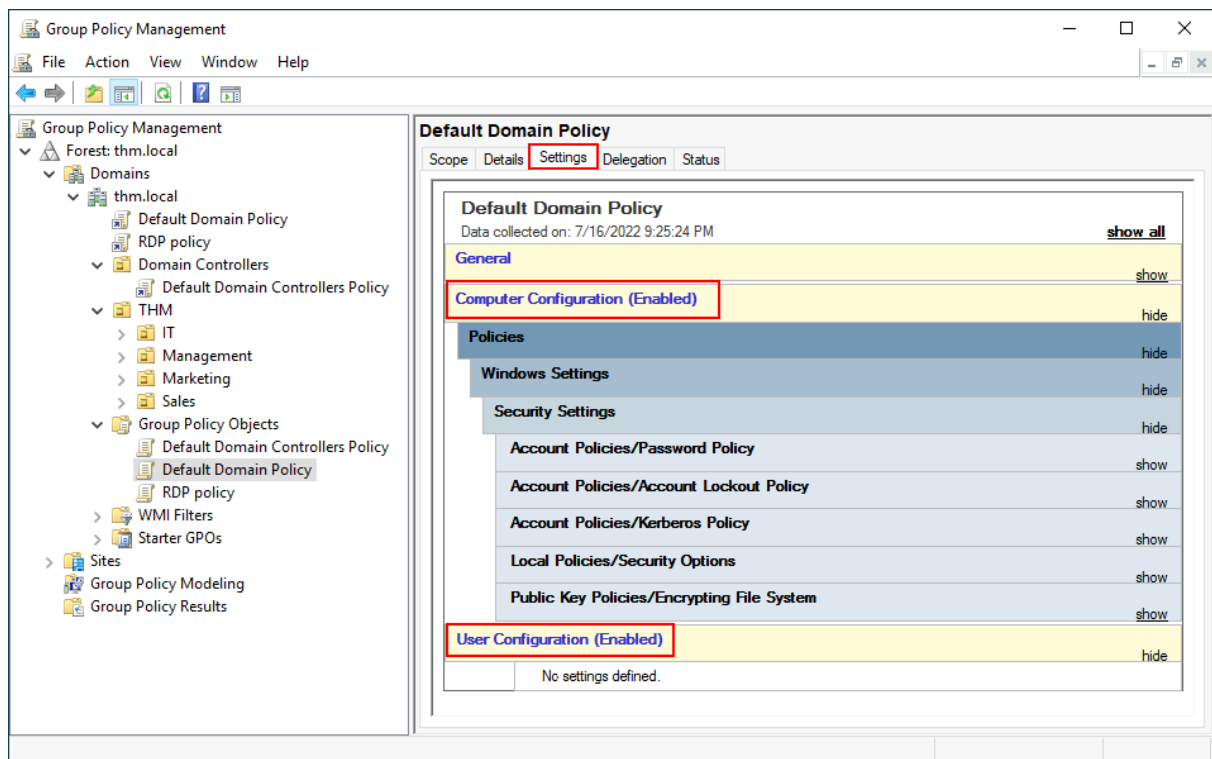 Group Policy Management
File Action View Window Help
Group Policy Management
Forest: thm.local
Domains
thm.local
Default Domain Policy
RDP policy
Domain Controllers
Default Domain Controllers Policy
THM
IT
Management
Marketing
Sales
Group Policy Objects
Default Domain Controllers Policy
Default Domain Policy
RDP policy
WMI Filters
Starter GPOs
Sites
Group Policy Modeling
Group Policy Results
Default Domain Policy
Scope Details Settings Delegation Status
Default Domain Policy
Data collected on: 7/16/2022 9:25:24 PM show all
General
show
Computer Configuration (Enabled)
hide
Policies
hide
Windows Settings
hide
Security Settings
hide
Account Policies/Password Policy
show
Account Policies/Account Lockout Policy
show
Account Policies/Kerberos Policy
show
Local Policies/Security Options
show
Public Key Policies/Encrypting File System
show
User Configuration (Enabled)
hide
No settings defined.